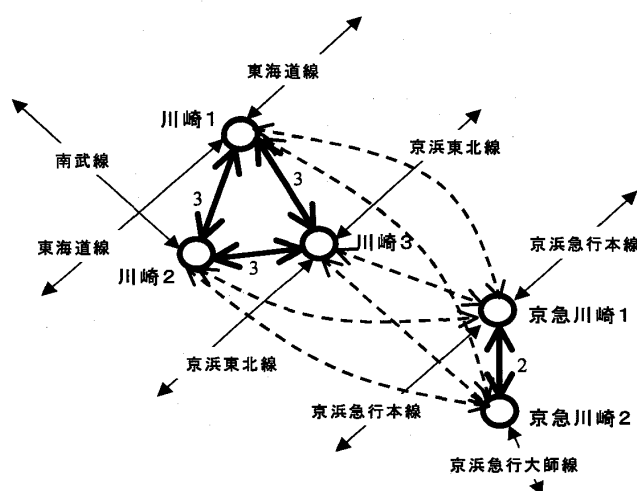 東海道線
川崎1
京浜東北線
南武線
3
3
東海道線
川崎3
京浜急行本線
3
川崎2
京急川崎1
京浜東北線
2
京浜急行本線
京急川崎2
京浜急行大師線